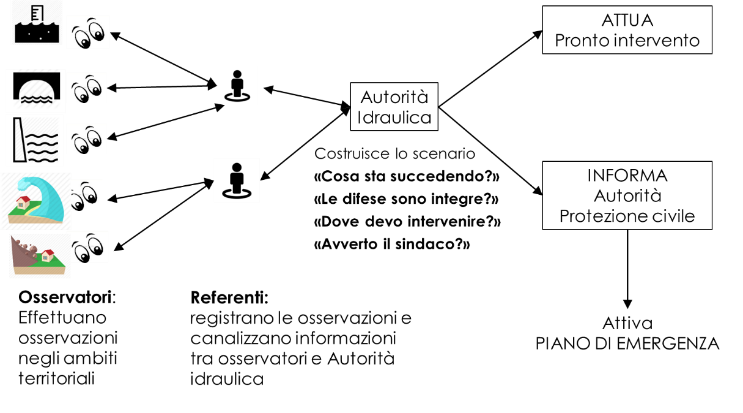 ATTUA
Pronto intervento
Autorità
Idraulica
Costruisce lo scenario
«Cosa sta succedendo?»
«Le difese sono integre?»
«Dove devo intervenire?»
«Avverto il sindaco?»
INFORMA
Autorità
Protezione civile
Attiva
PIANO DI EMERGENZA
Osservatori:
Effettuano
osservazioni
negli ambiti
territoriali
Referenti:
registrano le osservazioni e
canalizzano informazioni
tra osservatori e Autorità
idraulica